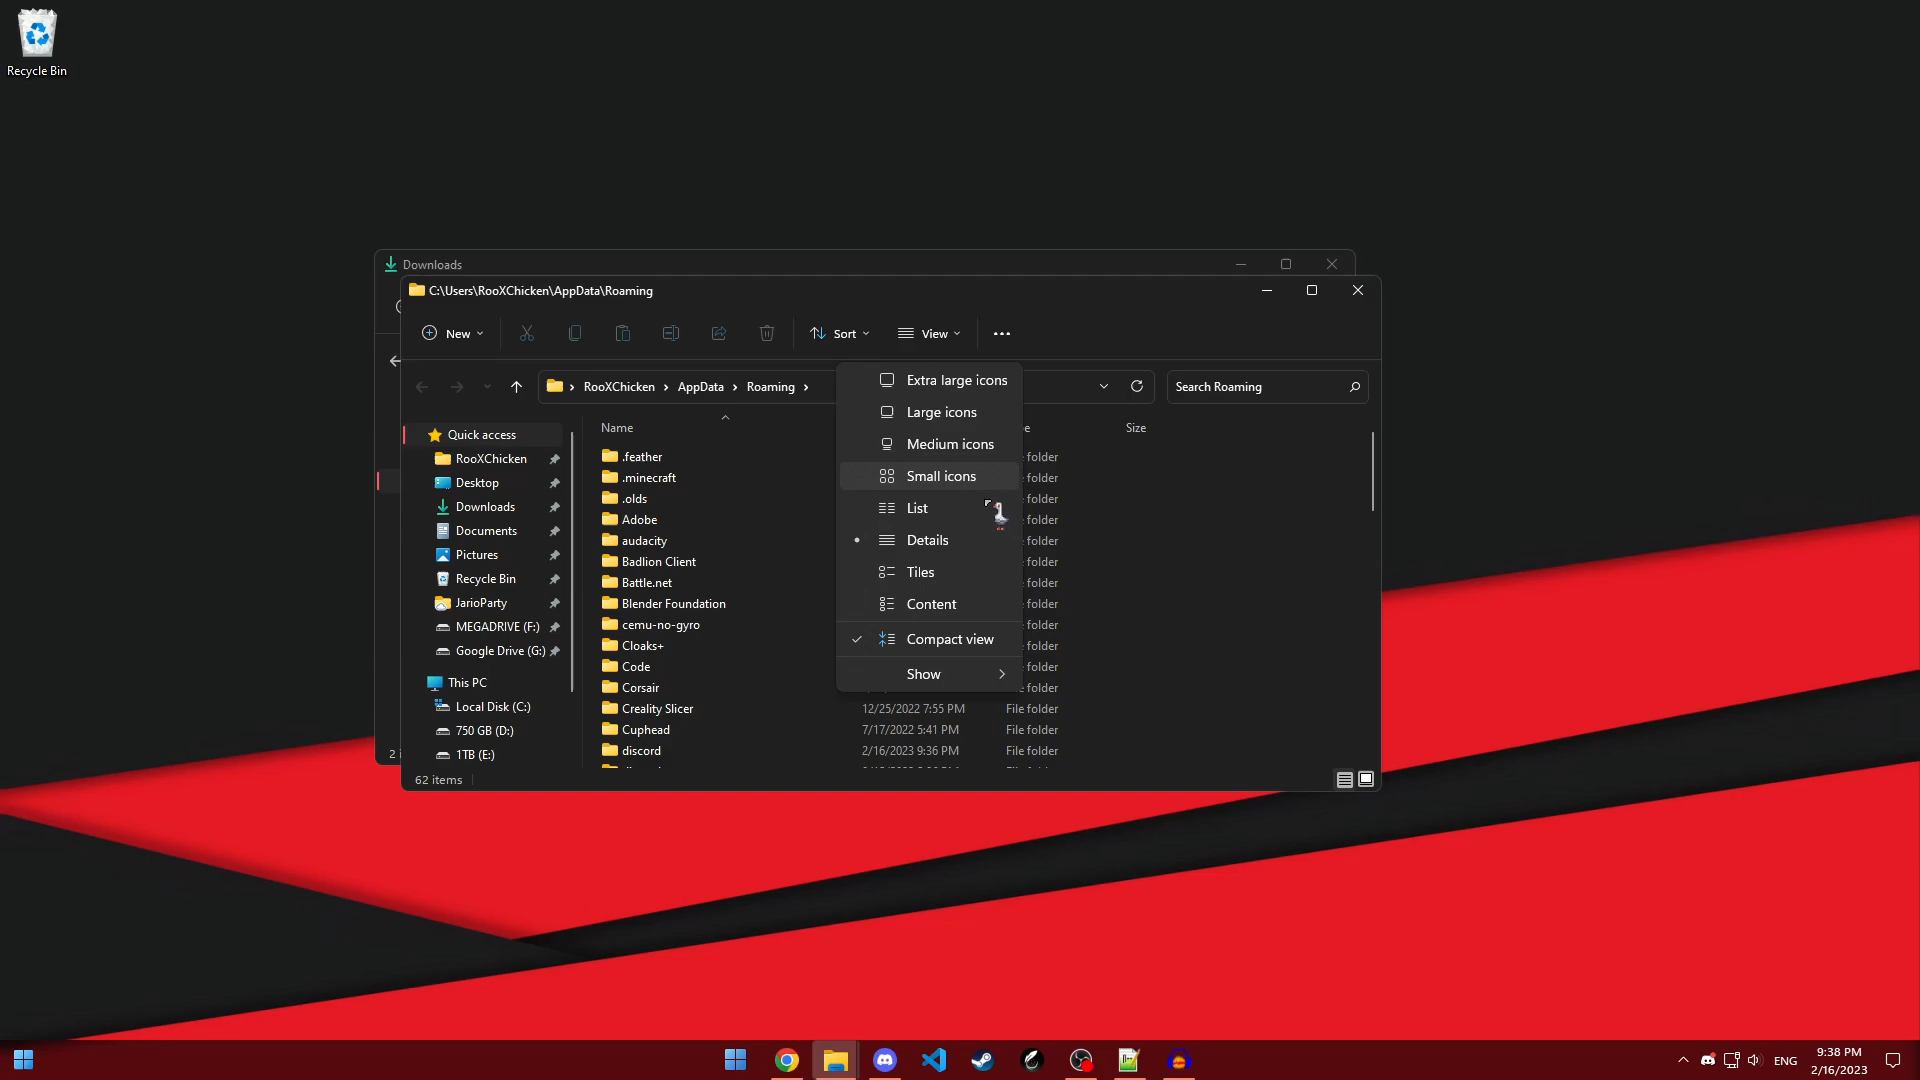 Recycle Bin
Downloads
C:\Users\RooXChicken\AppData\Roaming
New
Sort
View
RooXChicken > AppData > Roaming >
Search Roaming
Extra large icons
Large icons
Medium icons
Small icons
List
Details
Tiles
Content
Compact view
Show
Name
Size
Quick access
RooXChicken
Desktop
Downloads
Documents
Pictures
Recycle Bin
JarioParty
MEGADRIVE (F:)
Google Drive (G:)
This PC
Local Disk (C:)
750 GB (D:)
1TB (E:)
.feather folder
.minecraft folder
.olds folder
Adobe folder
audacity folder
Badlion Client folder
Battle.net folder
Blender Foundation folder
cemu-no-gyro folder
Cloaks+ folder
Code folder
Corsair folder
Creality Slicer 12/25/2022 7:55 PM File folder
Cuphead 7/17/2022 5:41 PM File folder
discord 2/16/2023 9:36 PM File folder
62 items
ENG
9:38 PM
2/16/2023